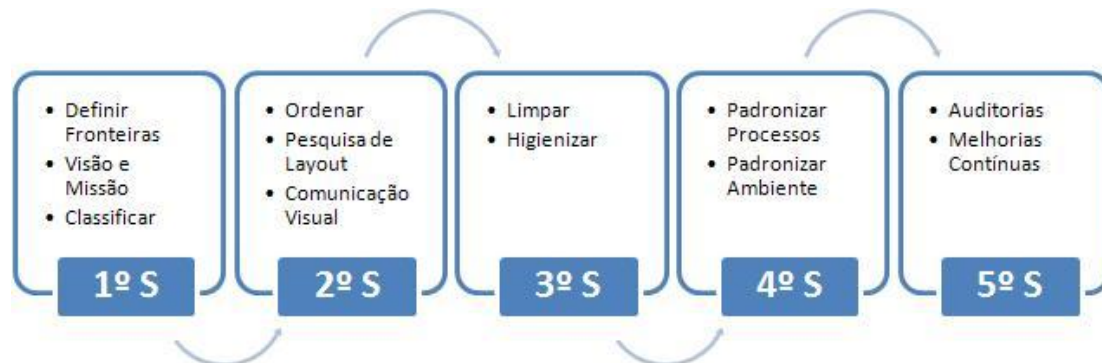 • Definir
Fronteiras
• Visão e
Missão
• Classificar
1º S
• Ordenar
• Pesquisa de
Layout
• Comunicação
Visual
2º S
• Limpar
• Higienizar
3º S
• Padronizar
Processos
• Padronizar
Ambiente
4º S
• Auditorias
• Melhorias
Contínuas
5º S